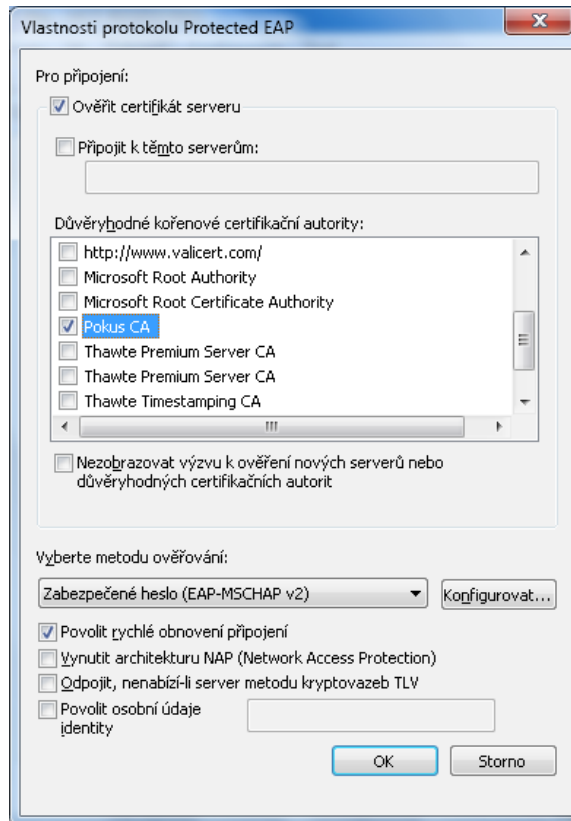 Vlastnosti protokolu Protected EAP
Pro připojení:
Ověřit certifikát serveru
Připojit k těmto serverům:
Důvěryhodné kořenové certifikační autority:
http://www.valicert.com/
Microsoft Root Authority
Microsoft Root Certificate Authority
Pokus CA
Thawte Premium Server CA
Thawte Premium Server CA
Thawte Timestamping CA
Nezobrazovat výzvu k ověření nových serverů nebo
důvěryhodných certifikačních autorit
Vyberte metodu ověřování:
Zabezpečené heslo (EAP-MSCHAP v2)
Konfigurovat...
Povolit rychlé obnovení připojení
Vynutit architekturu NAP (Network Access Protection)
Odpojit, nenabízí-li server metodu kryptovazeb TLV
Povolit osobní údaje
identity
OK
Storno